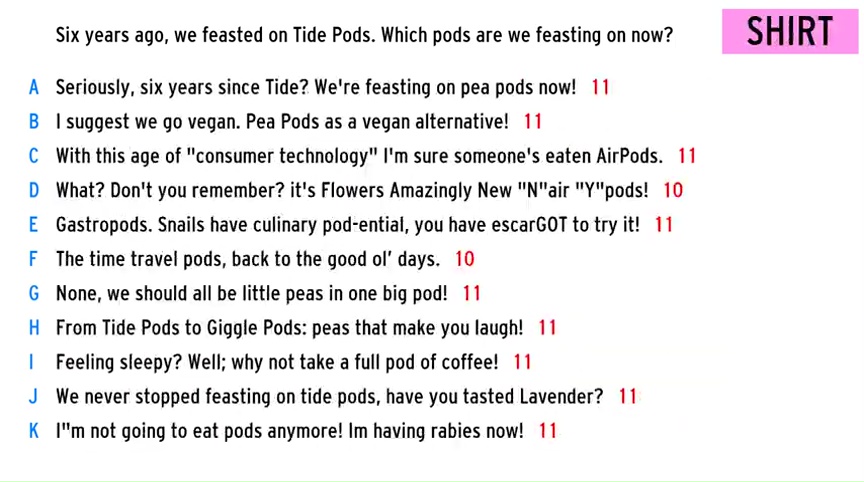 Six years ago, we feasted on Tide Pods. Which pods are we feasting on now?
SHIRT
A Seriously, six years since Tide? We're feasting on pea pods now! 11
B I suggest we go vegan. Pea Pods as a vegan alternative! 11
C With this age of "consumer technology" I'm sure someone's eaten AirPods. 11
D What? Don't you remember? it's Flowers Amazingly New "N"air "Y"pods! 10
E Gastropods. Snails have culinary pod-ential, you have escarGOT to try it! 11
F The time travel pods, back to the good ol’ days. 10
G None, we should all be little peas in one big pod! 11
H From Tide Pods to Giggle Pods: peas that make you laugh! 11
I Feeling sleepy? Well; why not take a full pod of coffee! 11
J We never stopped feasting on tide pods, have you tasted Lavender? 11
K I"m not going to eat pods anymore! Im having rabies now! 11